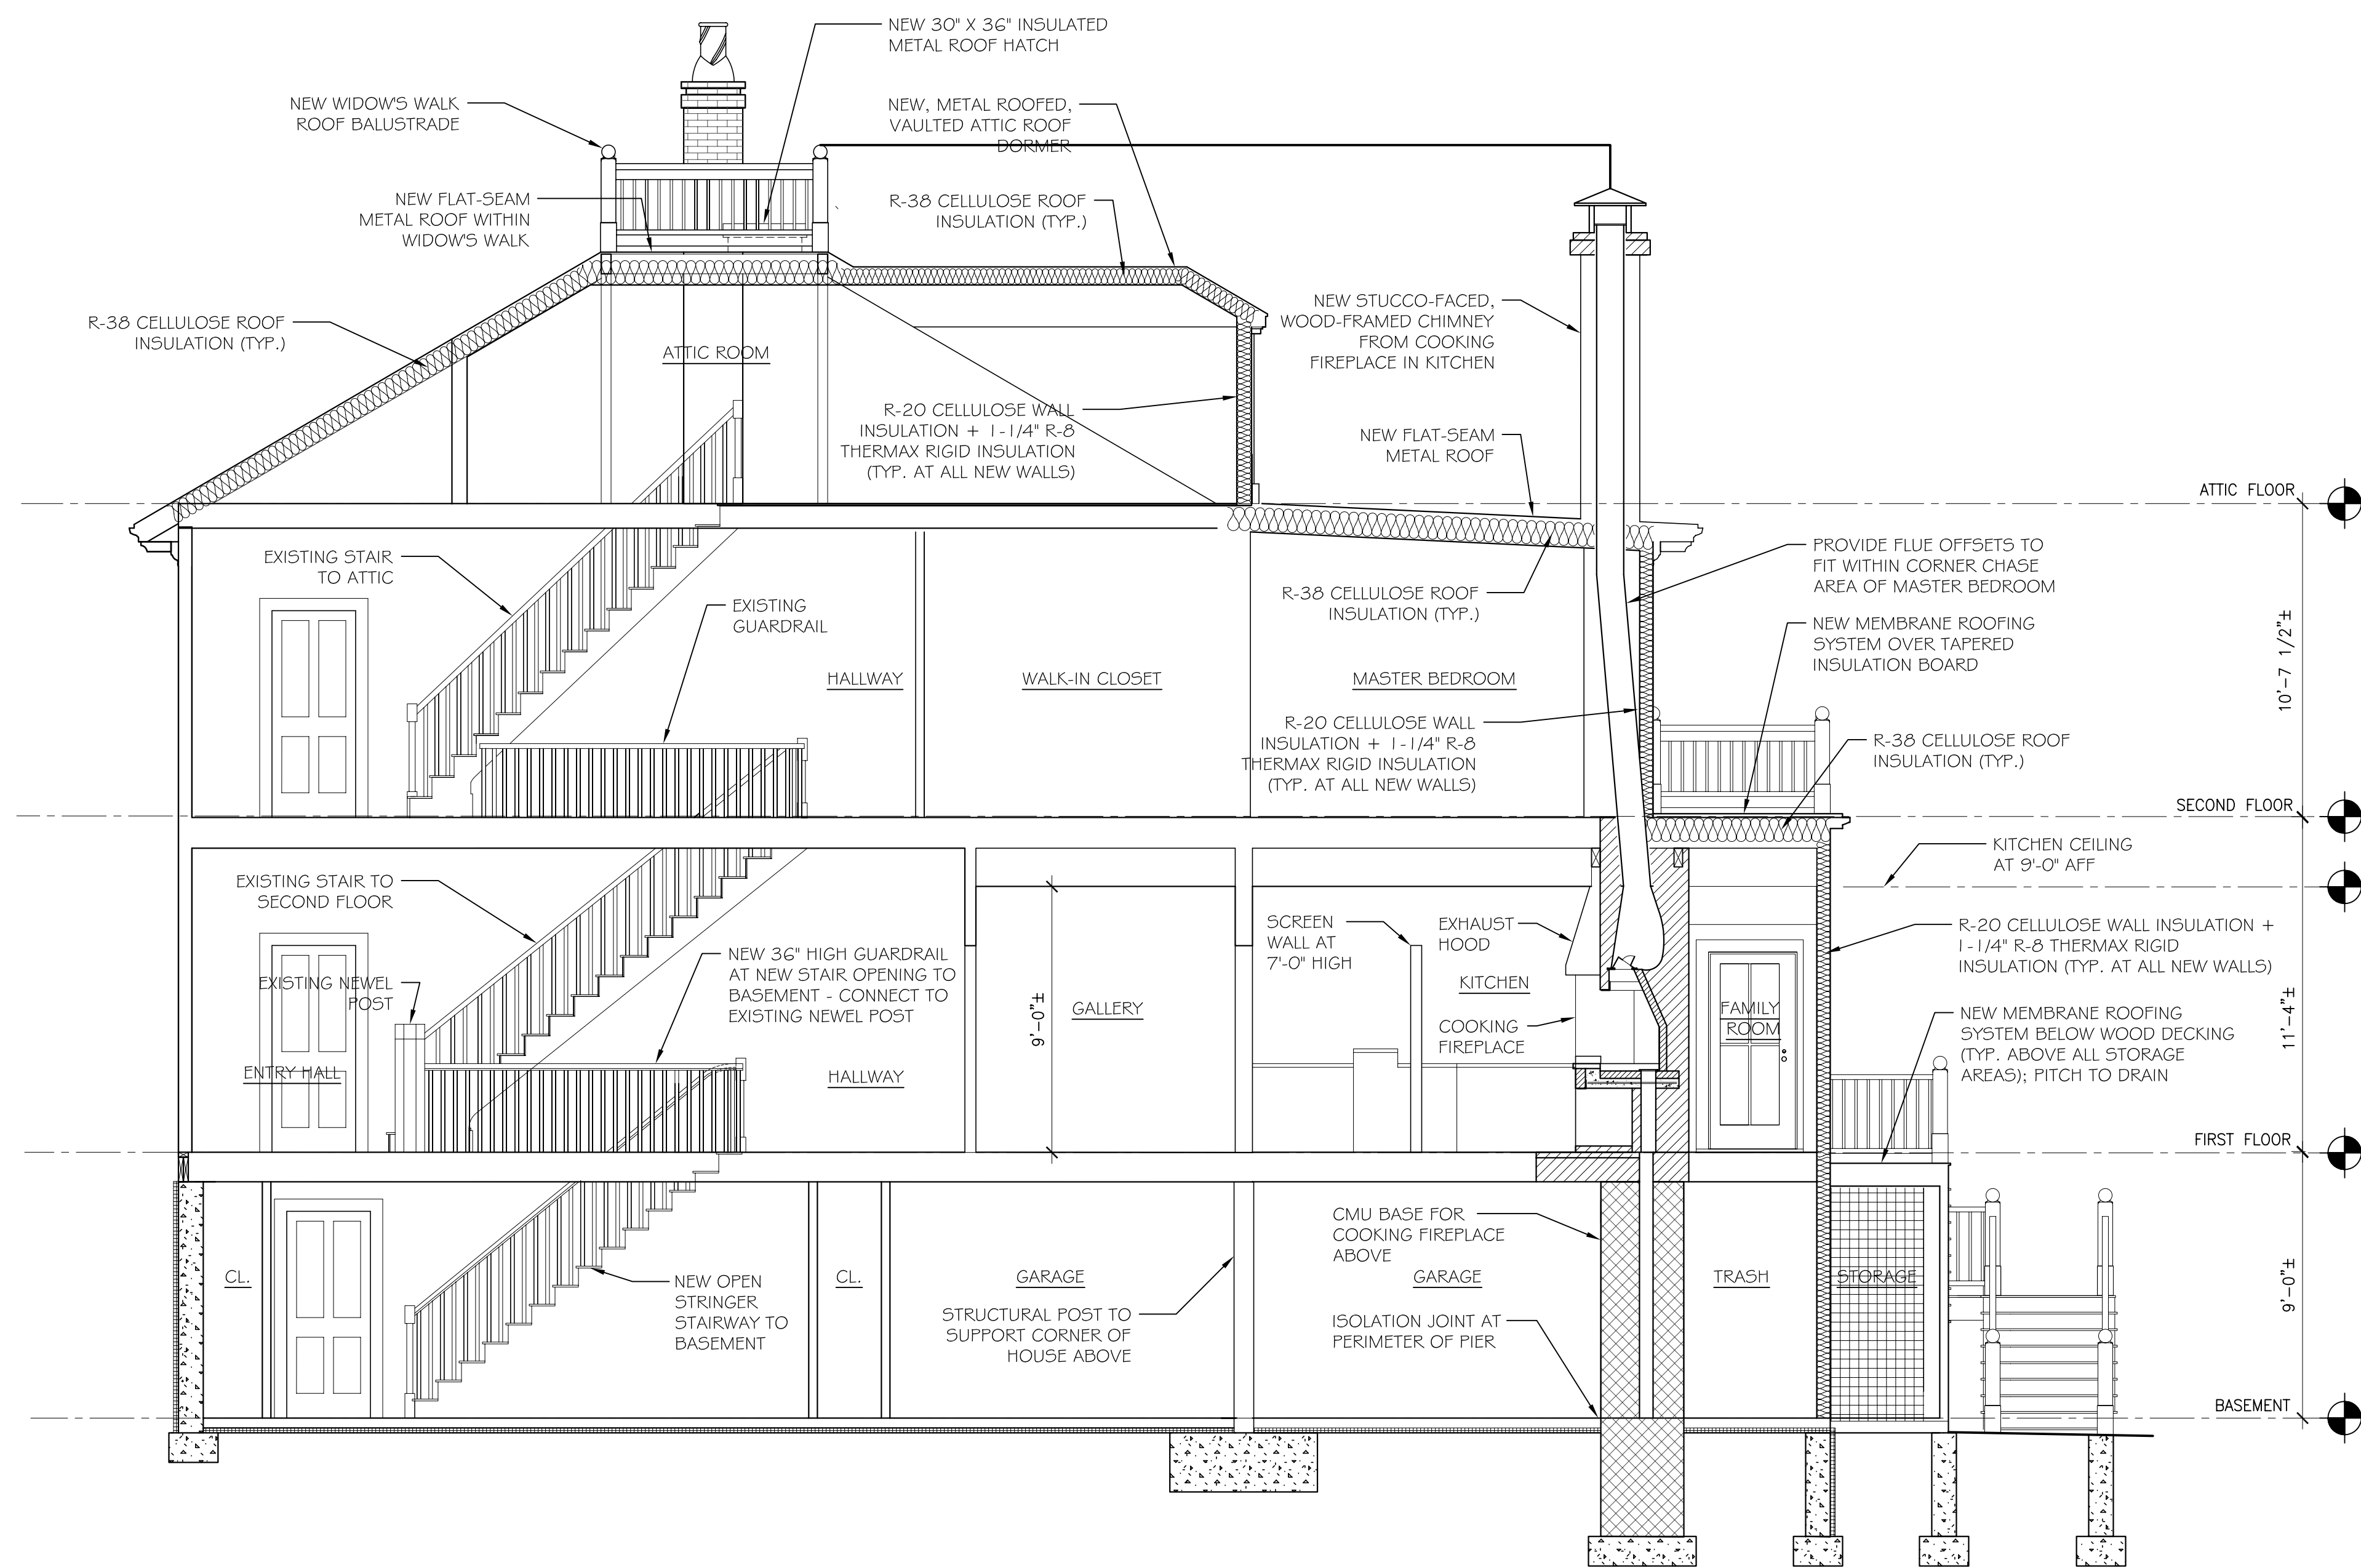 NEW 30" X 36" INSULATED
METAL ROOF HATCH
NEW WIDOW'S WALK
ROOF BALUSTRADE
NEW, METAL ROOFED,
VAULTED ATTIC ROOF
DORMER
NEW FLAT-SEAM
METAL ROOF WITHIN
WIDOW'S WALK
R-38 CELLULOSE ROOF
INSULATION (TYP.)
R-38 CELLULOSE ROOF
INSULATION (TYP.)
NEW STUCCO-FACED,
WOOD-FRAMED CHIMNEY
FROM COOKING
FIREPLACE IN KITCHEN
ATTIC ROOM
R-20 CELLULOSE WALL
INSULATION + 1-1/4" R-8
THERMAX RIGID INSULATION
(TYP. AT ALL NEW WALLS)
NEW FLAT-SEAM
METAL ROOF
ATTIC FLOOR
EXISTING STAIR
TO ATTIC
EXISTING
GUARDRAIL
R-38 CELLULOSE ROOF
INSULATION (TYP.)
PROVIDE FLUE OFFSETS TO
FIT WITHIN CORNER CHASE
AREA OF MASTER BEDROOM
NEW MEMBRANE ROOFING
SYSTEM OVER TAPERED
INSULATION BOARD
10'-7 1/2"±
HALLWAY
WALK-IN CLOSET
MASTER BEDROOM
R-20 CELLULOSE WALL
INSULATION + 1-1/4" R-8
THERMAX RIGID INSULATION
(TYP. AT ALL NEW WALLS)
R-38 CELLULOSE ROOF
INSULATION (TYP.)
SECOND FLOOR
KITCHEN CEILING
AT 9'-0" AFF
EXISTING STAIR TO
SECOND FLOOR
NEW 36" HIGH GUARDRAIL
AT NEW STAIR OPENING TO
BASEMENT - CONNECT TO
EXISTING NEWEL POST
EXISTING NEWEL
POST
ENTRY HALL
HALLWAY
9'-0"±
GALLERY
SCREEN
WALL AT
7'-0" HIGH
EXHAUST
HOOD
KITCHEN
COOKING
FIREPLACE
FAMILY
ROOM
R-20 CELLULOSE WALL INSULATION +
1-1/4" R-8 THERMAX RIGID
INSULATION (TYP. AT ALL NEW WALLS)
NEW MEMBRANE ROOFING
SYSTEM BELOW WOOD DECKING
(TYP. ABOVE ALL STORAGE
AREAS); PITCH TO DRAIN
11'-4"±
FIRST FLOOR
CL.
NEW OPEN
STRINGER
STAIRWAY TO
BASEMENT
CL.
GARAGE
STRUCTURAL POST TO
SUPPORT CORNER OF
HOUSE ABOVE
CMU BASE FOR
COOKING FIREPLACE
ABOVE
GARAGE
ISOLATION JOINT AT
PERIMETER OF PIER
TRASH
STORAGE
9'-0"±
BASEMENT